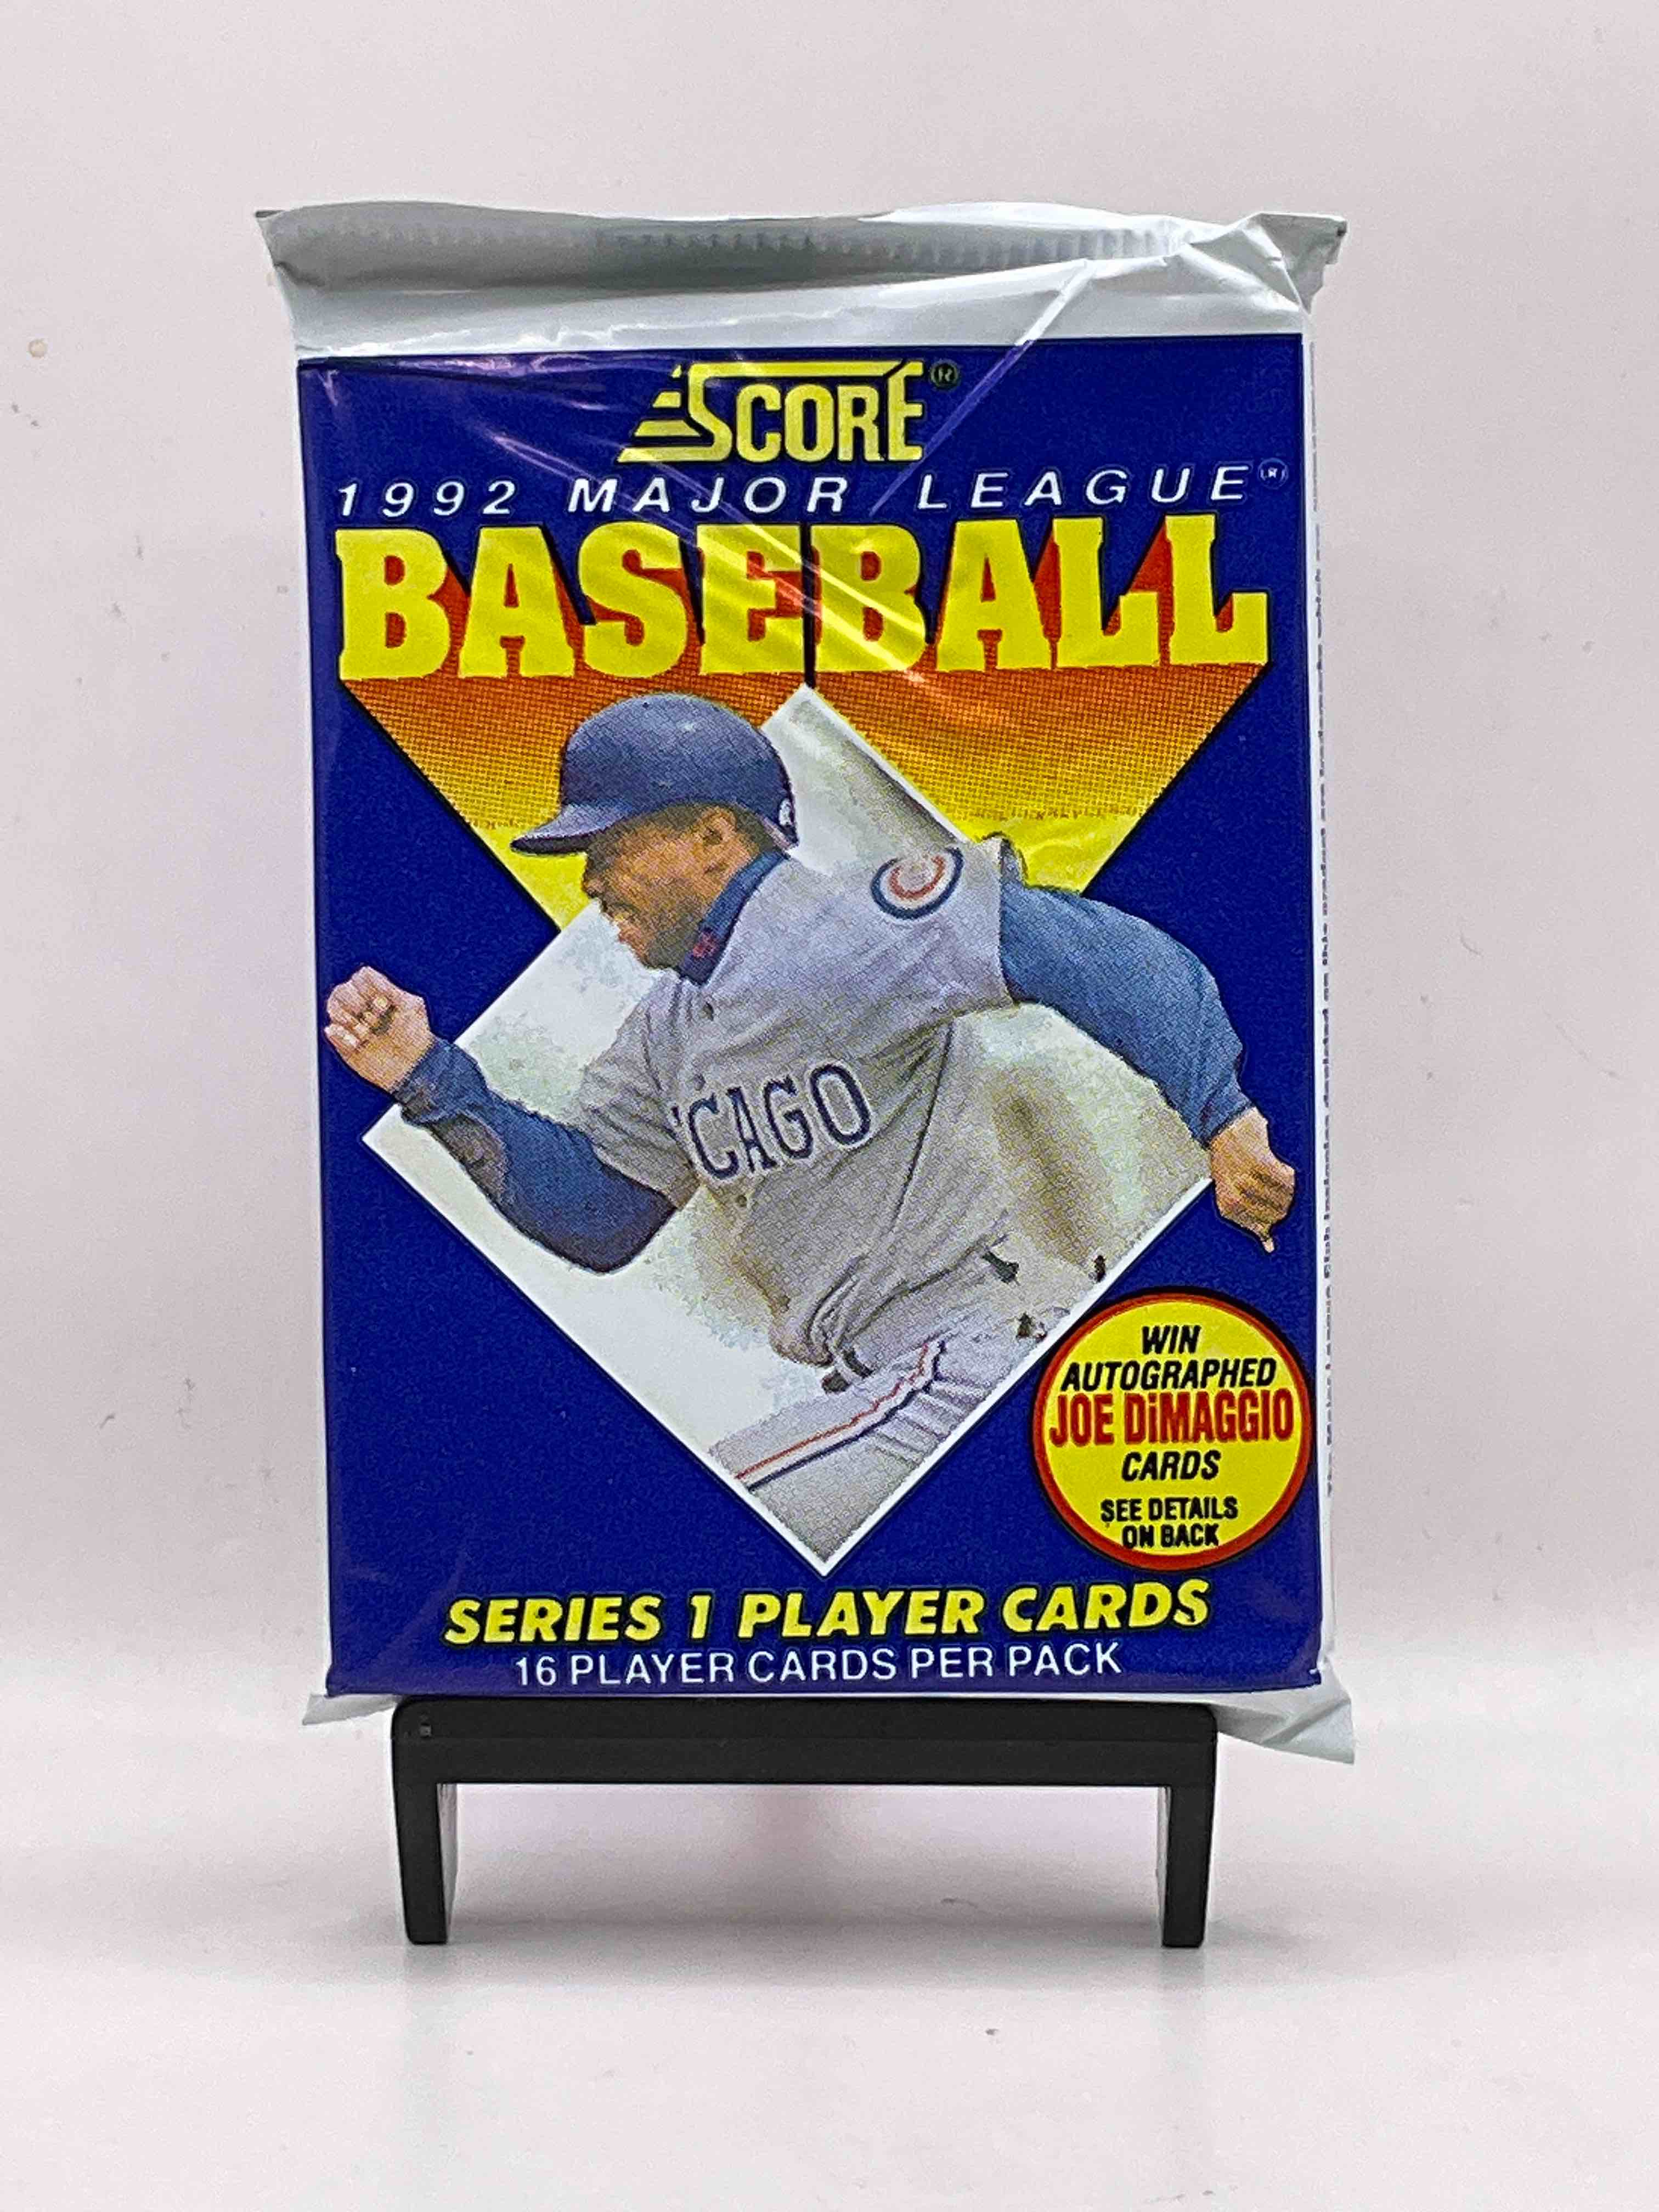 SCORE®
1992 MAJOR LEAGUE®
BASEBALL
C
CAGO
WIN
AUTOGRAPHED
JOE DiMAGGIO
CARDS
SEE DETAILS
ON BACK
SERIES 1 PLAYER CARDS
16 PLAYER CARDS PER PACK